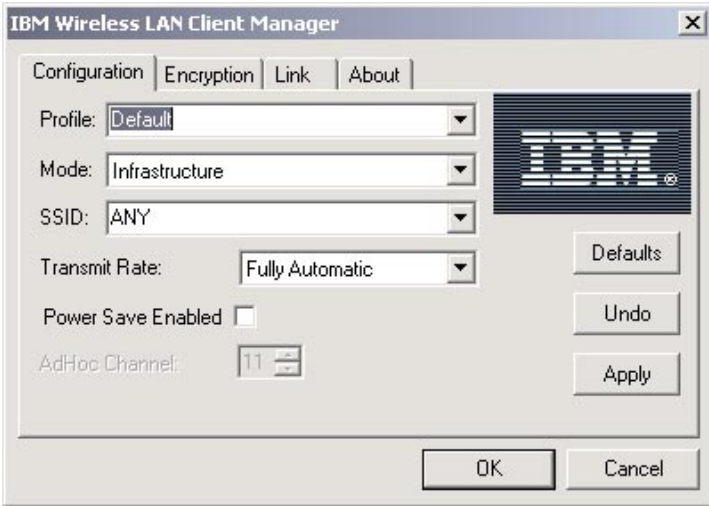 IBM Wireless LAN Client Manager
Configuration Encryption Link About
Profile: Default
IBM®
Mode: Infrastructure
SSID: ANY
Transmit Rate: Fully Automatic
Defaults
Power Save Enabled
Undo
AdHoc Channel: 11
Apply
OK Cancel